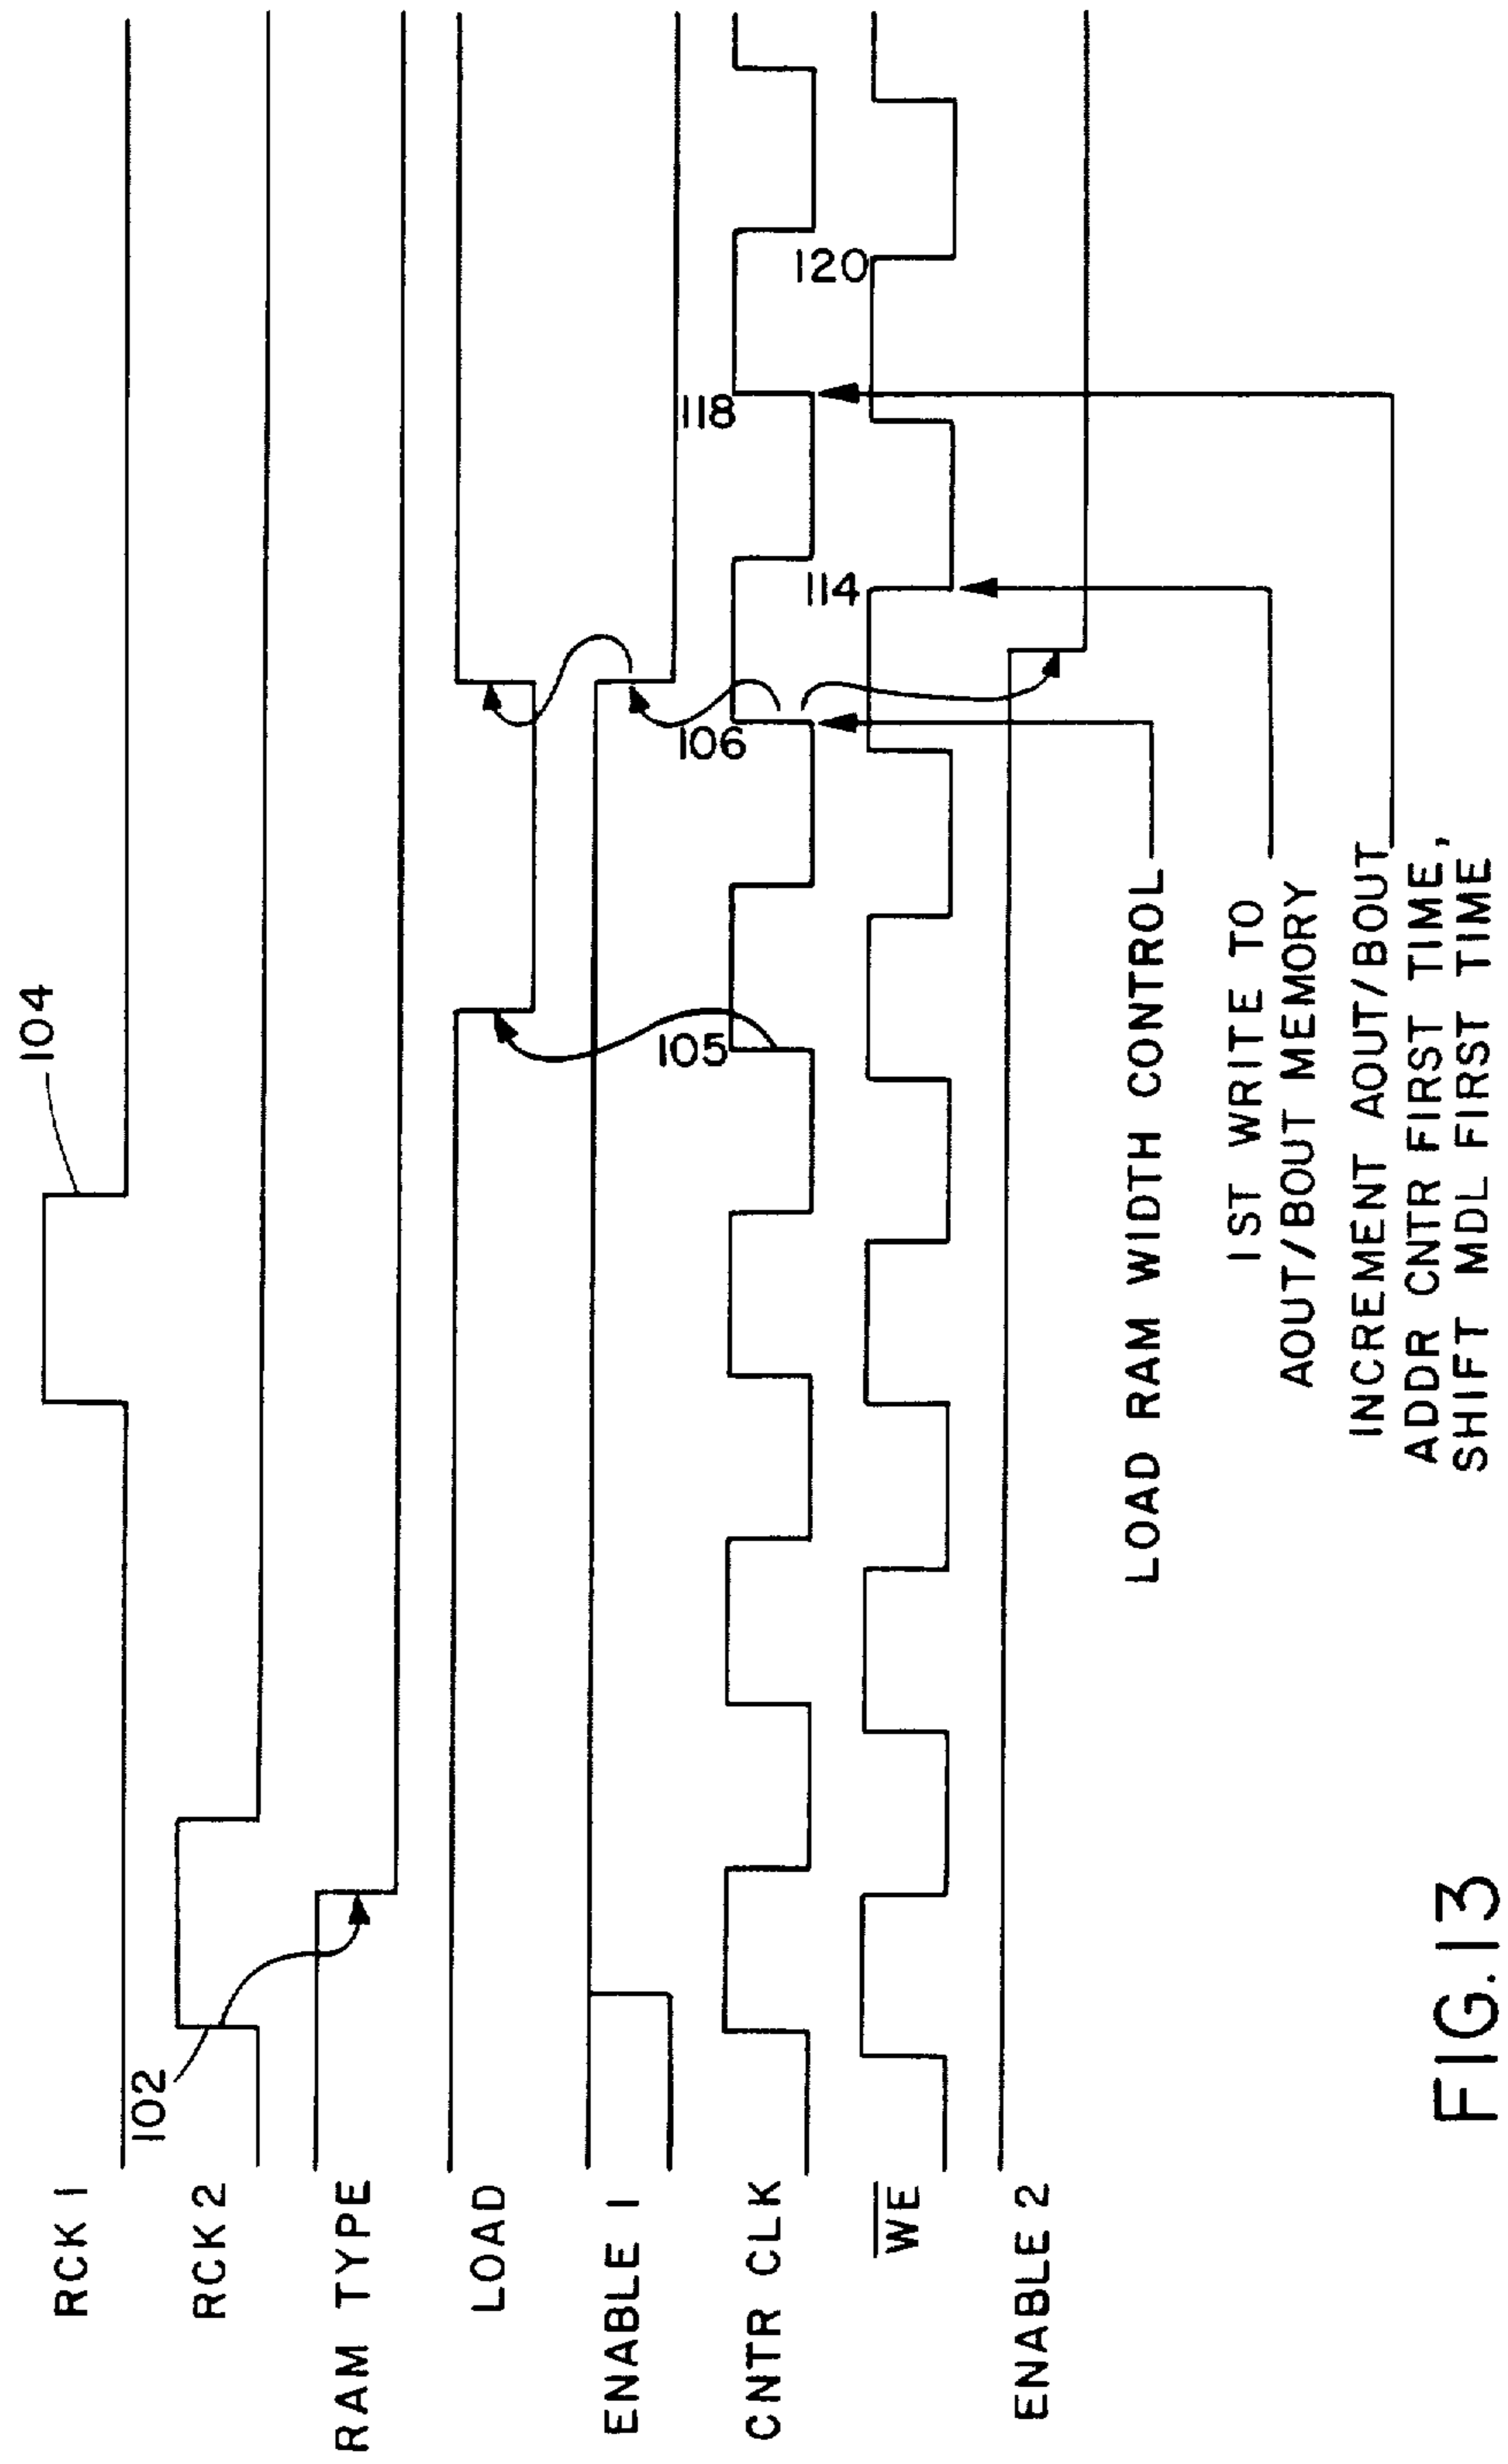 RCK 1
104
102
RCK 2
RAM TYPE
LOAD
ENABLE 1
105
106
118
CNTR CLK
114
120
WE
ENABLE 2
LOAD RAM WIDTH CONTROL
1ST WRITE TO
AOUT/BOUT MEMORY
INCREMENT AOUT/BOUT
ADDR CNTR FIRST TIME,
SHIFT MDL FIRST TIME
FIG.13